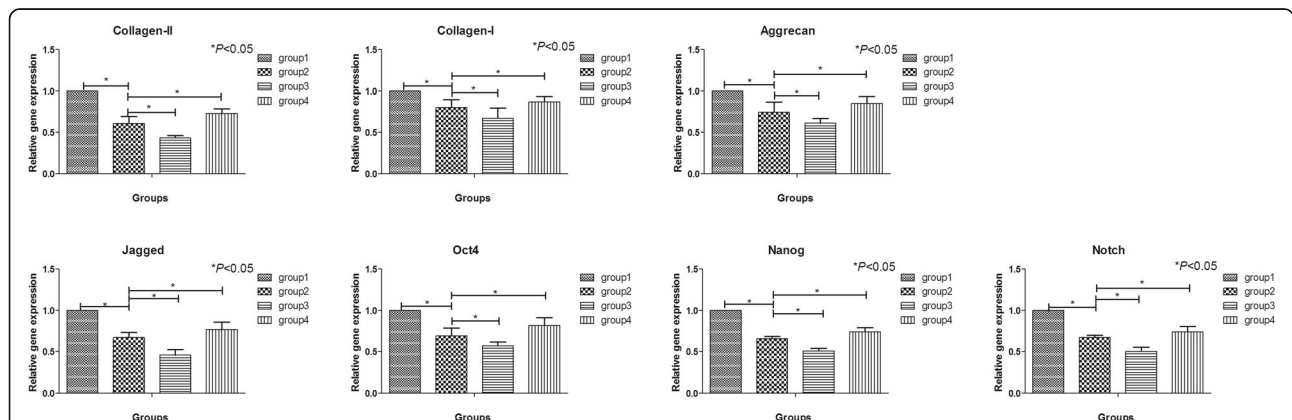 Collagen-II
*P<0.05
Relative gene expression
1.5
1.0
0.5
0.0
*
*
*
Groups
group1
group2
group3
group4
Collagen-I
*P<0.05
Relative gene expression
1.5
1.0
0.5
0.0
*
*
*
Groups
group1
group2
group3
group4
Aggrecan
*P<0.05
Relative gene expression
1.5
1.0
0.5
0.0
*
*
*
Groups
group1
group2
group3
group4
Jagged
*P<0.05
Relative gene expression
1.5
1.0
0.5
0.0
*
*
*
Groups
group1
group2
group3
group4
Oct4
Relative gene expression
1.5
1.0
0.5
0.0
*
*
*
Groups
group1
group2
group3
group4
Nanog
*P<0.05
Relative gene expression
1.5
1.0
0.5
0.0
*
*
*
Groups
group1
group2
group3
group4
Notch
*P<0.05
Relative gene expression
1.5
1.0
0.5
0.0
*
*
*
Groups
group1
group2
group3
group4